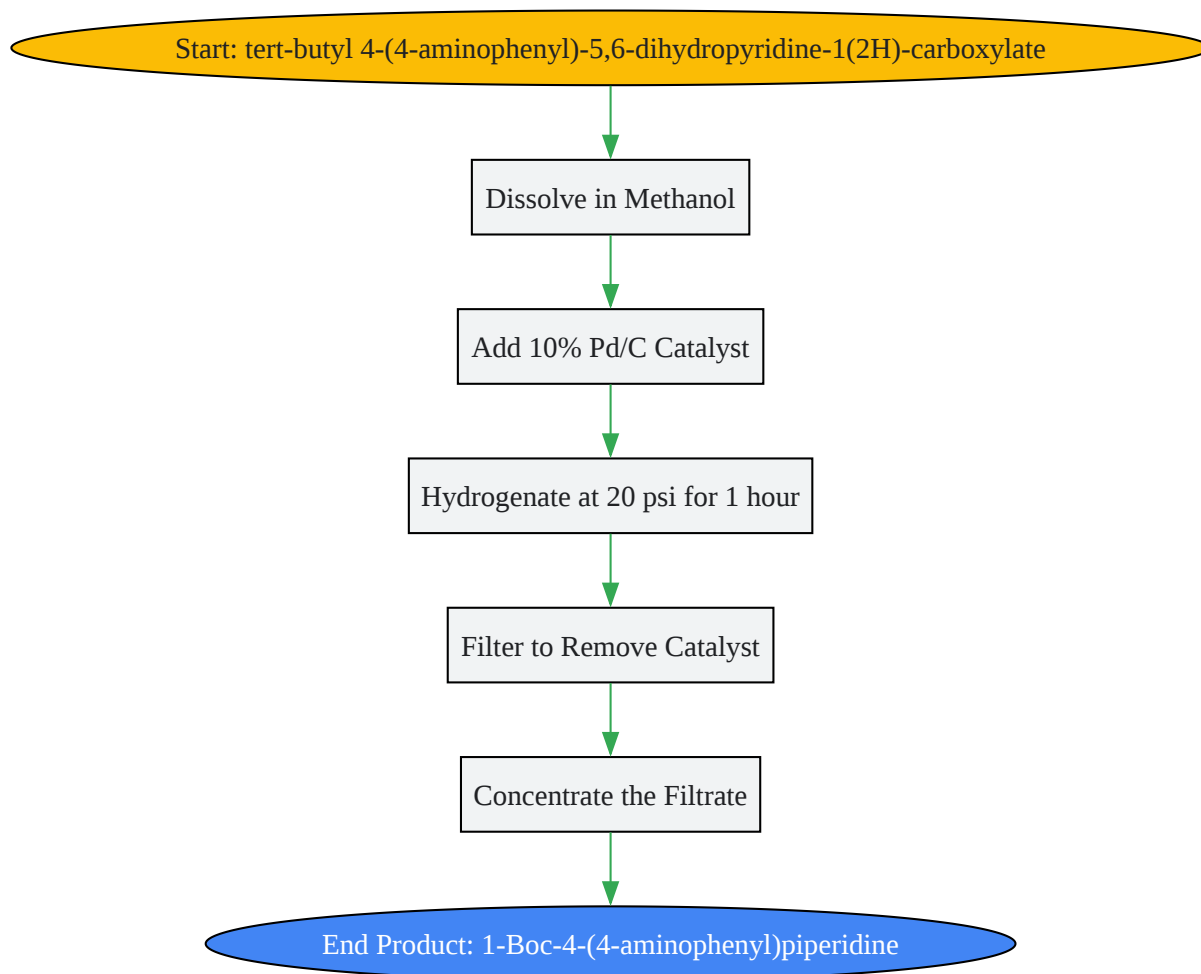 Start: tert-butyl 4-(4-aminophenyl)-5,6-dihydropyridine-1(2H)-carboxylate
Dissolve in Methanol
Add 10% Pd/C Catalyst
Hydrogenate at 20 psi for 1 hour
Filter to Remove Catalyst
Concentrate the Filtrate
End Product: 1-Boc-4-(4-aminophenyl)piperidine